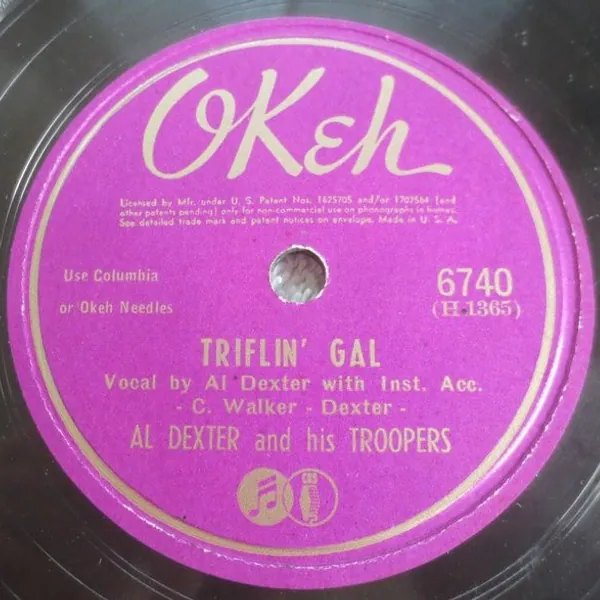 OKeh
Licensed by Mfr. under U. S. Patent Nos. 1625705 and/or 1702564 (and
other patents pending) only for non-commercial use on phonographs in homes.
See detailed trade mark and patent notices on envelope. Made in U. S. A.
Use Columbia
or Okeh Needles
6740
(H 1365)
TRIFLIN' GAL
Vocal by Al Dexter with Inst. Acc.
- C. Walker - Dexter -
AL DEXTER and his TROOPERS
CBS